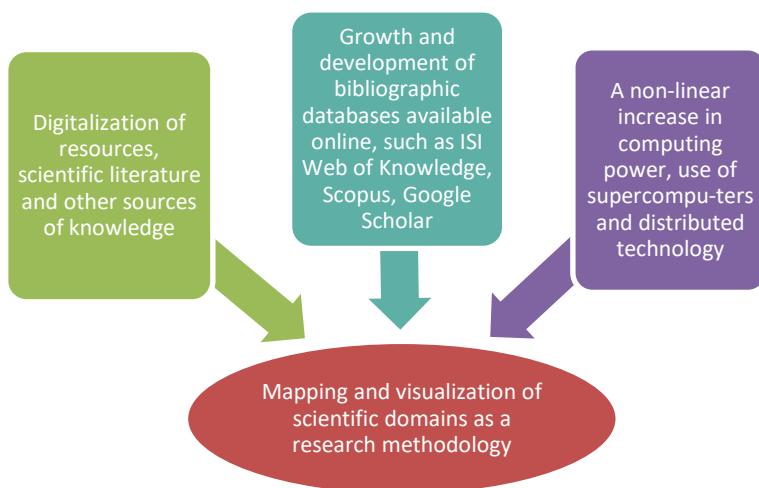 Digitalization of
resources,
scientific literature
and other sources
of knowledge
Growth and
development of
bibliographic
databases available
online, such as ISI
Web of Knowledge,
Scopus, Google
Scholar
A non-linear
increase in
computing
power, use of
supercompu-ters
and distributed
technology
Mapping and visualization of
scientific domains as a
research methodology